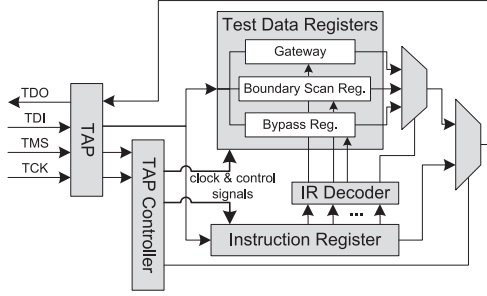 Test Data Registers
Gateway
Boundary Scan Reg.
Bypass Reg.
TDO
TDI
TMS
TCK
TAP
TAP Controller
clock & control
signals
IR Decoder
...
Instruction Register